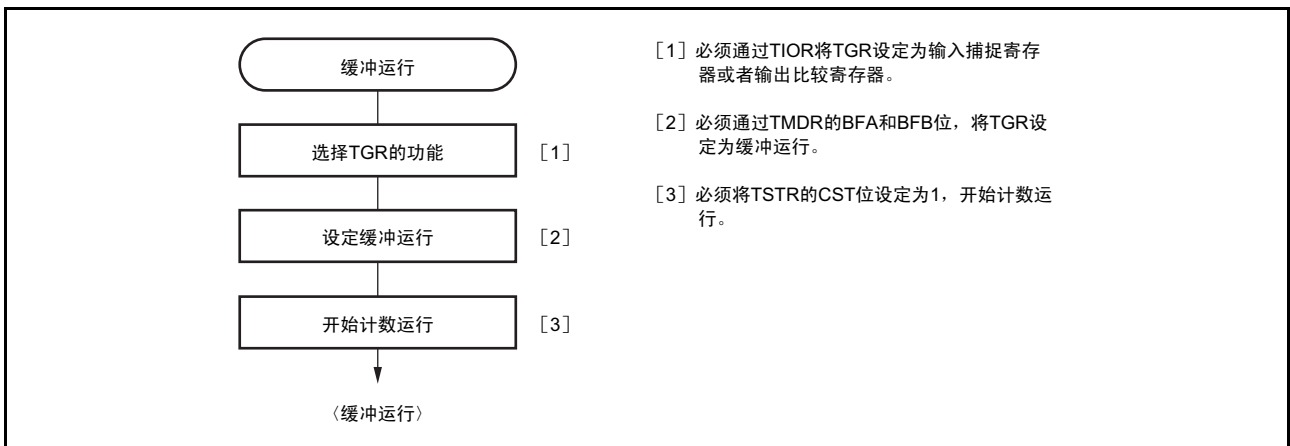 缓冲运行
选择TGR的功能 ［1］
设定缓冲运行 ［2］
开始计数运行 ［3］
〈缓冲运行〉
［1］必须通过TIOR将TGR设定为输入捕捉寄存
器或者输出比较寄存器。
［2］必须通过TMDR的BFA和BFB位，将TGR设
定为缓冲运行。
［3］必须将TSTR的CST位设定为1，开始计数运
行。